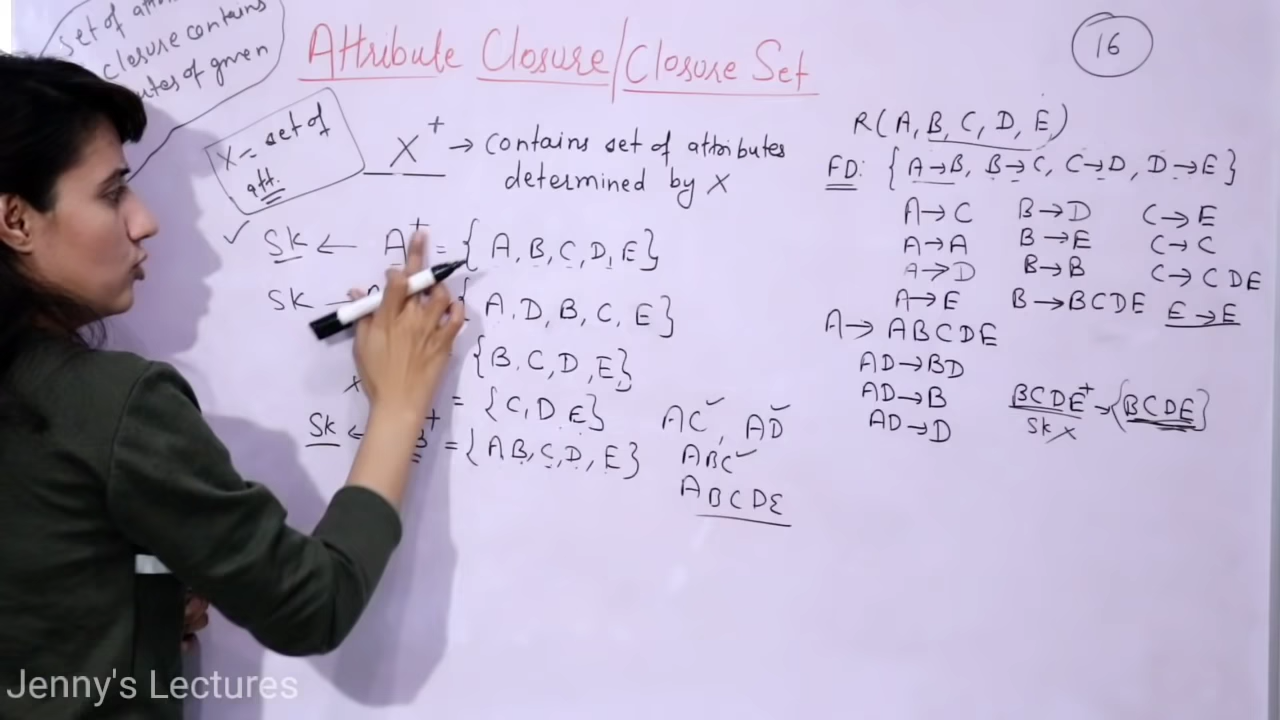 set of
closure contains
utes of given
Attribute Closure/Closure Set
16
X - set of
att.
X+ → contains set of attributes
determined by X
✓ SK ← A+ = { A, B, C, D, E }
SK { A, D, B, C, E }
{ B, C, D, E }
= { C, D E }
SK ← + = { A B, C, D, E }
AC✓, AD✓
ABC✓
ABCDE
R ( A, B, C, D, E )
FD: { A→B, B→C, C→D, D→E }
A→C B→D C→E
A→A B→E C→C
A→D B→B C→CDE
A→E B→BCDE E→E
A→ ABCDE
AD→BD
AD→B BCDE+ → {BCDE}
AD→D SK X
Jenny's Lectures